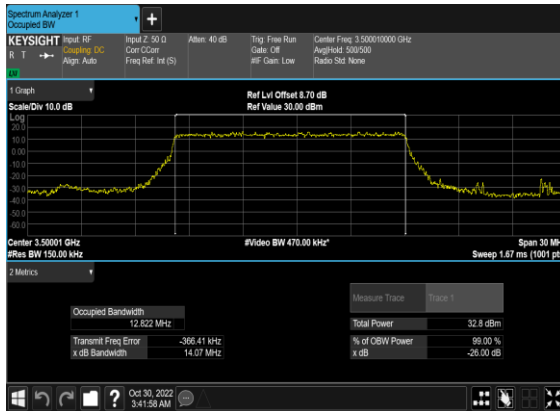 Spectrum Analyzer 1
Occupied BW
KEYSIGHT
R T
LXI
Input: RF
Coupling: DC
Align: Auto
Input Z: 50 Ω
Corr CCorr
Freq Ref: Int (S)
Atten: 40 dB
Trig: Free Run
Gate: Off
#IF Gain: Low
Center Freq: 3.500010000 GHz
Avg|Hold: 500/500
Radio Std: None
1 Graph
Scale/Div 10.0 dB
Ref Lvl Offset 8.70 dB
Ref Value 30.00 dBm
Log
20.0
10.0
0.00
-10.0
-20.0
-30.0
-40.0
-50.0
-60.0
Center 3.50001 GHz
#Res BW 150.00 kHz
#Video BW 470.00 kHz*
Span 30 MH
Sweep 1.67 ms (1001 pts
2 Metrics
Measure Trace
Trace 1
Occupied Bandwidth
12.822 MHz
Total Power
32.8 dBm
Transmit Freq Error
-366.41 kHz
% of OBW Power
99.00 %
x dB Bandwidth
14.07 MHz
x dB
-26.00 dB
?
Oct 30, 2022
3:41:58 AM